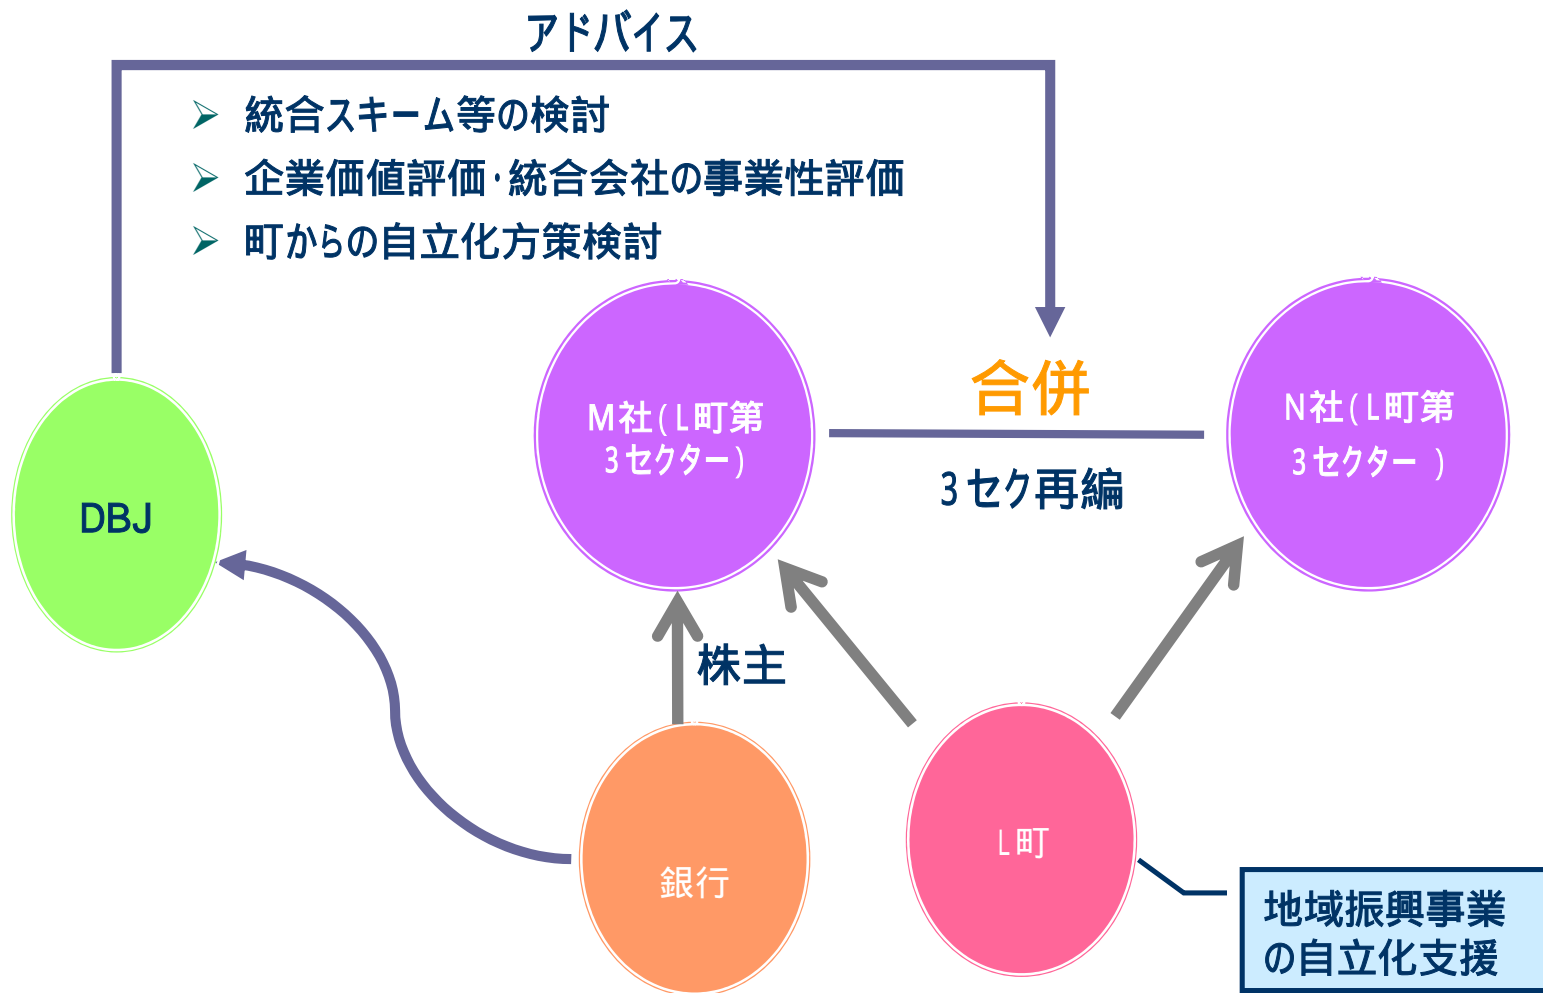 アドバイス
統合スキーム等の検討
企業価値評価・統合会社の事業性評価
町からの自立化方策検討
合併
M社(L町第
3セクター)
N社(L町第
3セクター )
3セク再編
DBJ
株主
L町
銀行
地域振興事業
の自立化支援